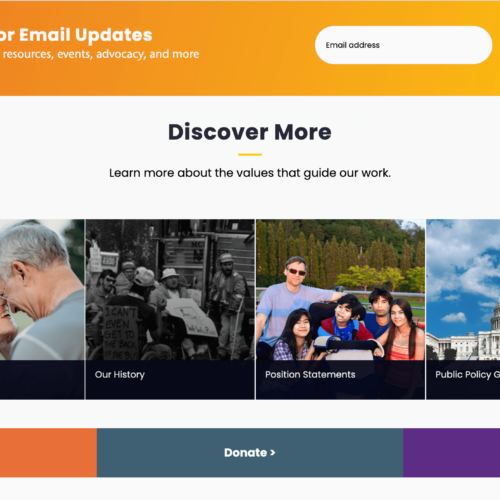 or Email Updates
resources, events, advocacy, and more
Email address
Discover More
Learn more about the values that guide our work.
I CAN'T
EVEN
GET TO
THE BACK
OF THE BUS
Our History
Position Statements
Public Policy G
Donate >